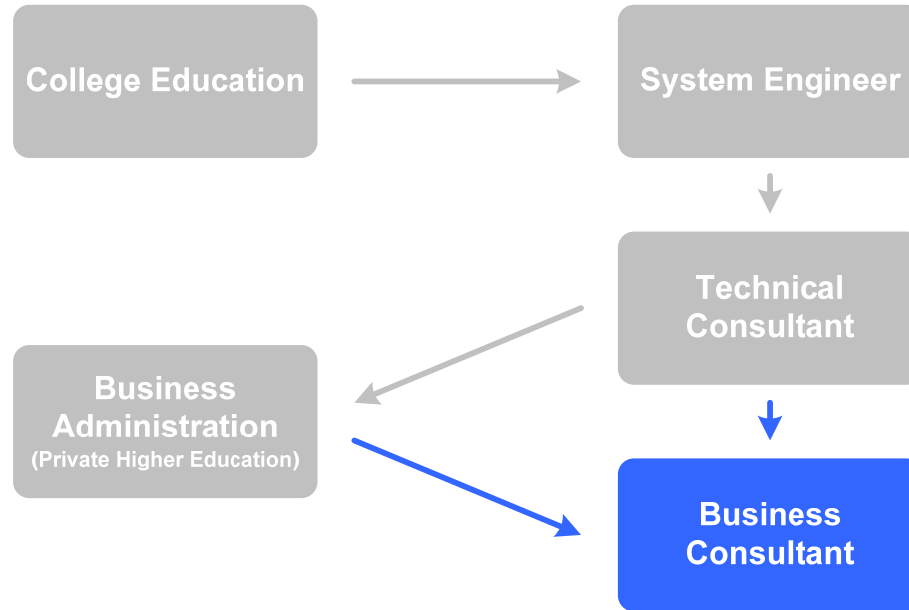 College Education
System Engineer
Technical
Consultant
Business
Administration
(Private Higher Education)
Business
Consultant